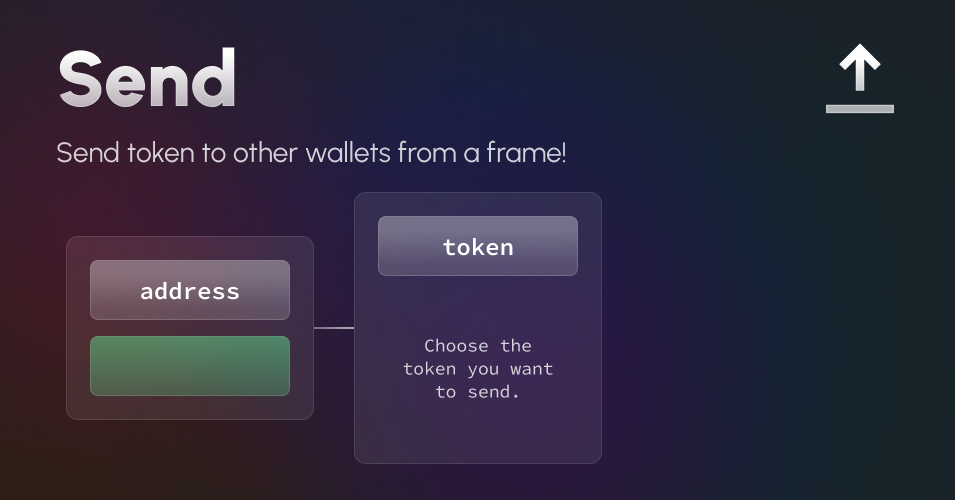 Send
Send token to other wallets from a frame!
address
token
Choose the
token you want
to send.